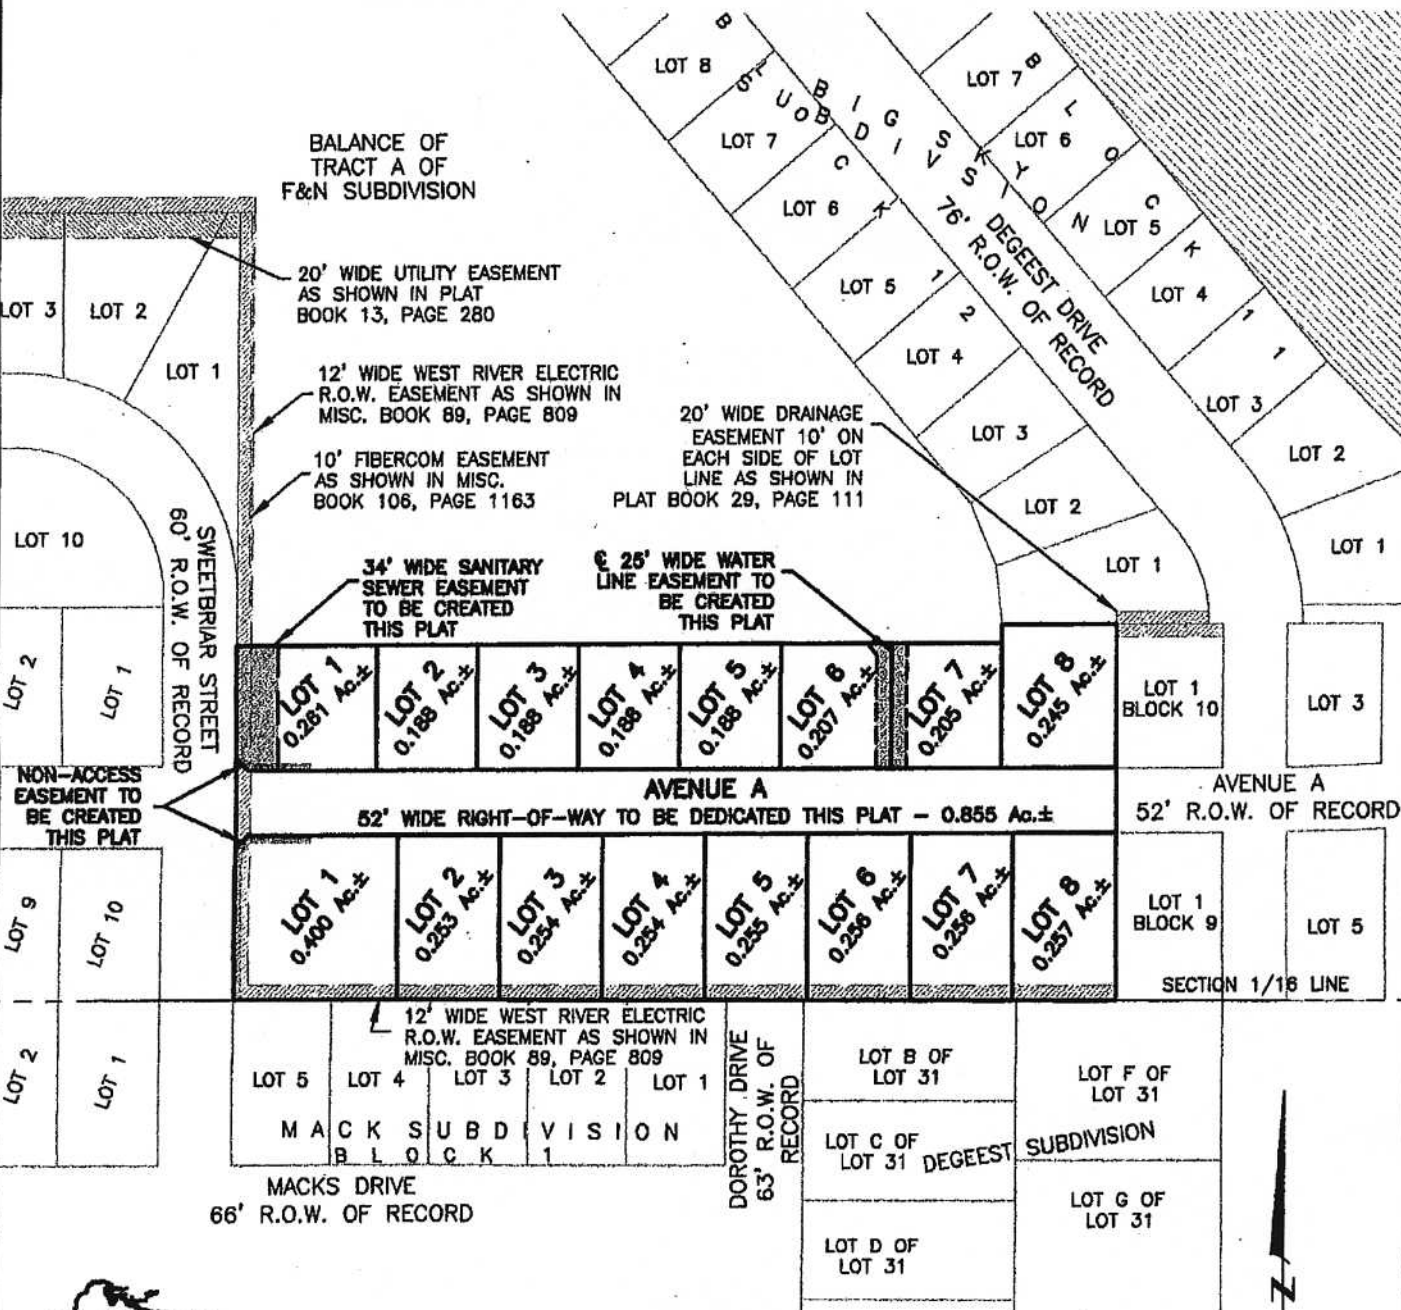 BALANCE OF
TRACT A OF
F&N SUBDIVISION
20' WIDE UTILITY EASEMENT
AS SHOWN IN PLAT
BOOK 13, PAGE 280
12' WIDE WEST RIVER ELECTRIC
R.O.W. EASEMENT AS SHOWN IN
MISC. BOOK 89, PAGE 809
10' FIBERCOM EASEMENT
AS SHOWN IN MISC.
BOOK 106, PAGE 1163
20' WIDE DRAINAGE
EASEMENT 10' ON
EACH SIDE OF LOT
LINE AS SHOWN IN
PLAT BOOK 29, PAGE 111
LOT 8
LOT 7
LOT 6
LOT 5
LOT 4
LOT 3
LOT 2
LOT 1
BLOCK 12
BIG SKY
SUBDIVISION
DEGEEST DRIVE
76' R.O.W. OF RECORD
BLOCK 11
LOT 7
LOT 6
LOT 5
LOT 4
LOT 3
LOT 2
LOT 1
LOT 3
LOT 2
LOT 1
LOT 10
SWEETBRIAR STREET
60' R.O.W. OF RECORD
LOT 2
LOT 1
34' WIDE SANITARY
SEWER EASEMENT
TO BE CREATED
THIS PLAT
℄ 25' WIDE WATER
LINE EASEMENT TO
BE CREATED
THIS PLAT
LOT 1
0.261 Ac.±
LOT 2
0.188 Ac.±
LOT 3
0.188 Ac.±
LOT 4
0.188 Ac.±
LOT 5
0.188 Ac.±
LOT 6
0.207 Ac.±
LOT 7
0.205 Ac.±
LOT 8
0.245 Ac.±
LOT 1
BLOCK 10
LOT 3
NON-ACCESS
EASEMENT TO
BE CREATED
THIS PLAT
AVENUE A
52' WIDE RIGHT-OF-WAY TO BE DEDICATED THIS PLAT - 0.855 Ac.±
AVENUE A
52' R.O.W. OF RECORD
LOT 9
LOT 10
LOT 1
0.400 Ac.±
LOT 2
0.253 Ac.±
LOT 3
0.254 Ac.±
LOT 4
0.254 Ac.±
LOT 5
0.255 Ac.±
LOT 6
0.256 Ac.±
LOT 7
0.256 Ac.±
LOT 8
0.257 Ac.±
LOT 1
BLOCK 9
LOT 5
SECTION 1/16 LINE
12' WIDE WEST RIVER ELECTRIC
R.O.W. EASEMENT AS SHOWN IN
MISC. BOOK 89, PAGE 809
LOT 2
LOT 1
LOT 5
LOT 4
LOT 3
LOT 2
LOT 1
MACK SUBDIVISION
BLOCK 1
MACKS DRIVE
66' R.O.W. OF RECORD
DOROTHY DRIVE
63' R.O.W. OF
RECORD
LOT B OF
LOT 31
LOT C OF
LOT 31
LOT D OF
LOT 31
DEGEEST SUBDIVISION
LOT F OF
LOT 31
LOT G OF
LOT 31
N